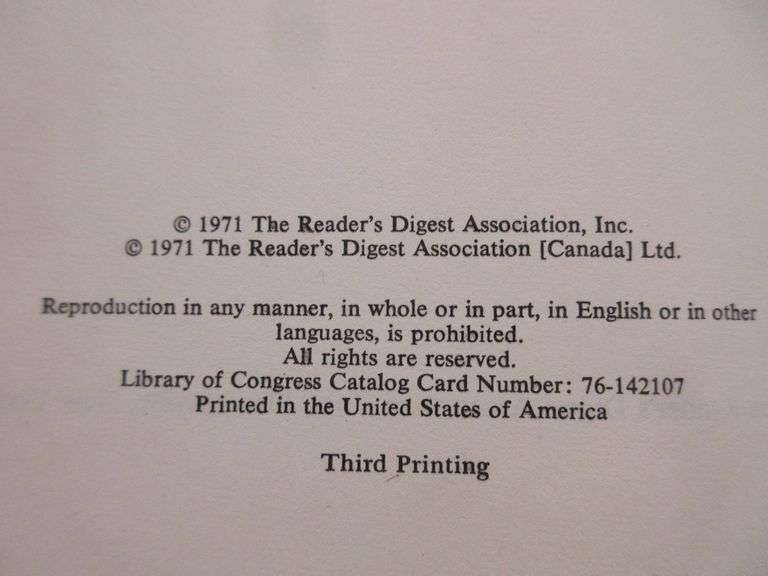 © 1971 The Reader's Digest Association, Inc.
© 1971 The Reader's Digest Association [Canada] Ltd.
Reproduction in any manner, in whole or in part, in English or in other
languages, is prohibited.
All rights are reserved.
Library of Congress Catalog Card Number: 76-142107
Printed in the United States of America
Third Printing